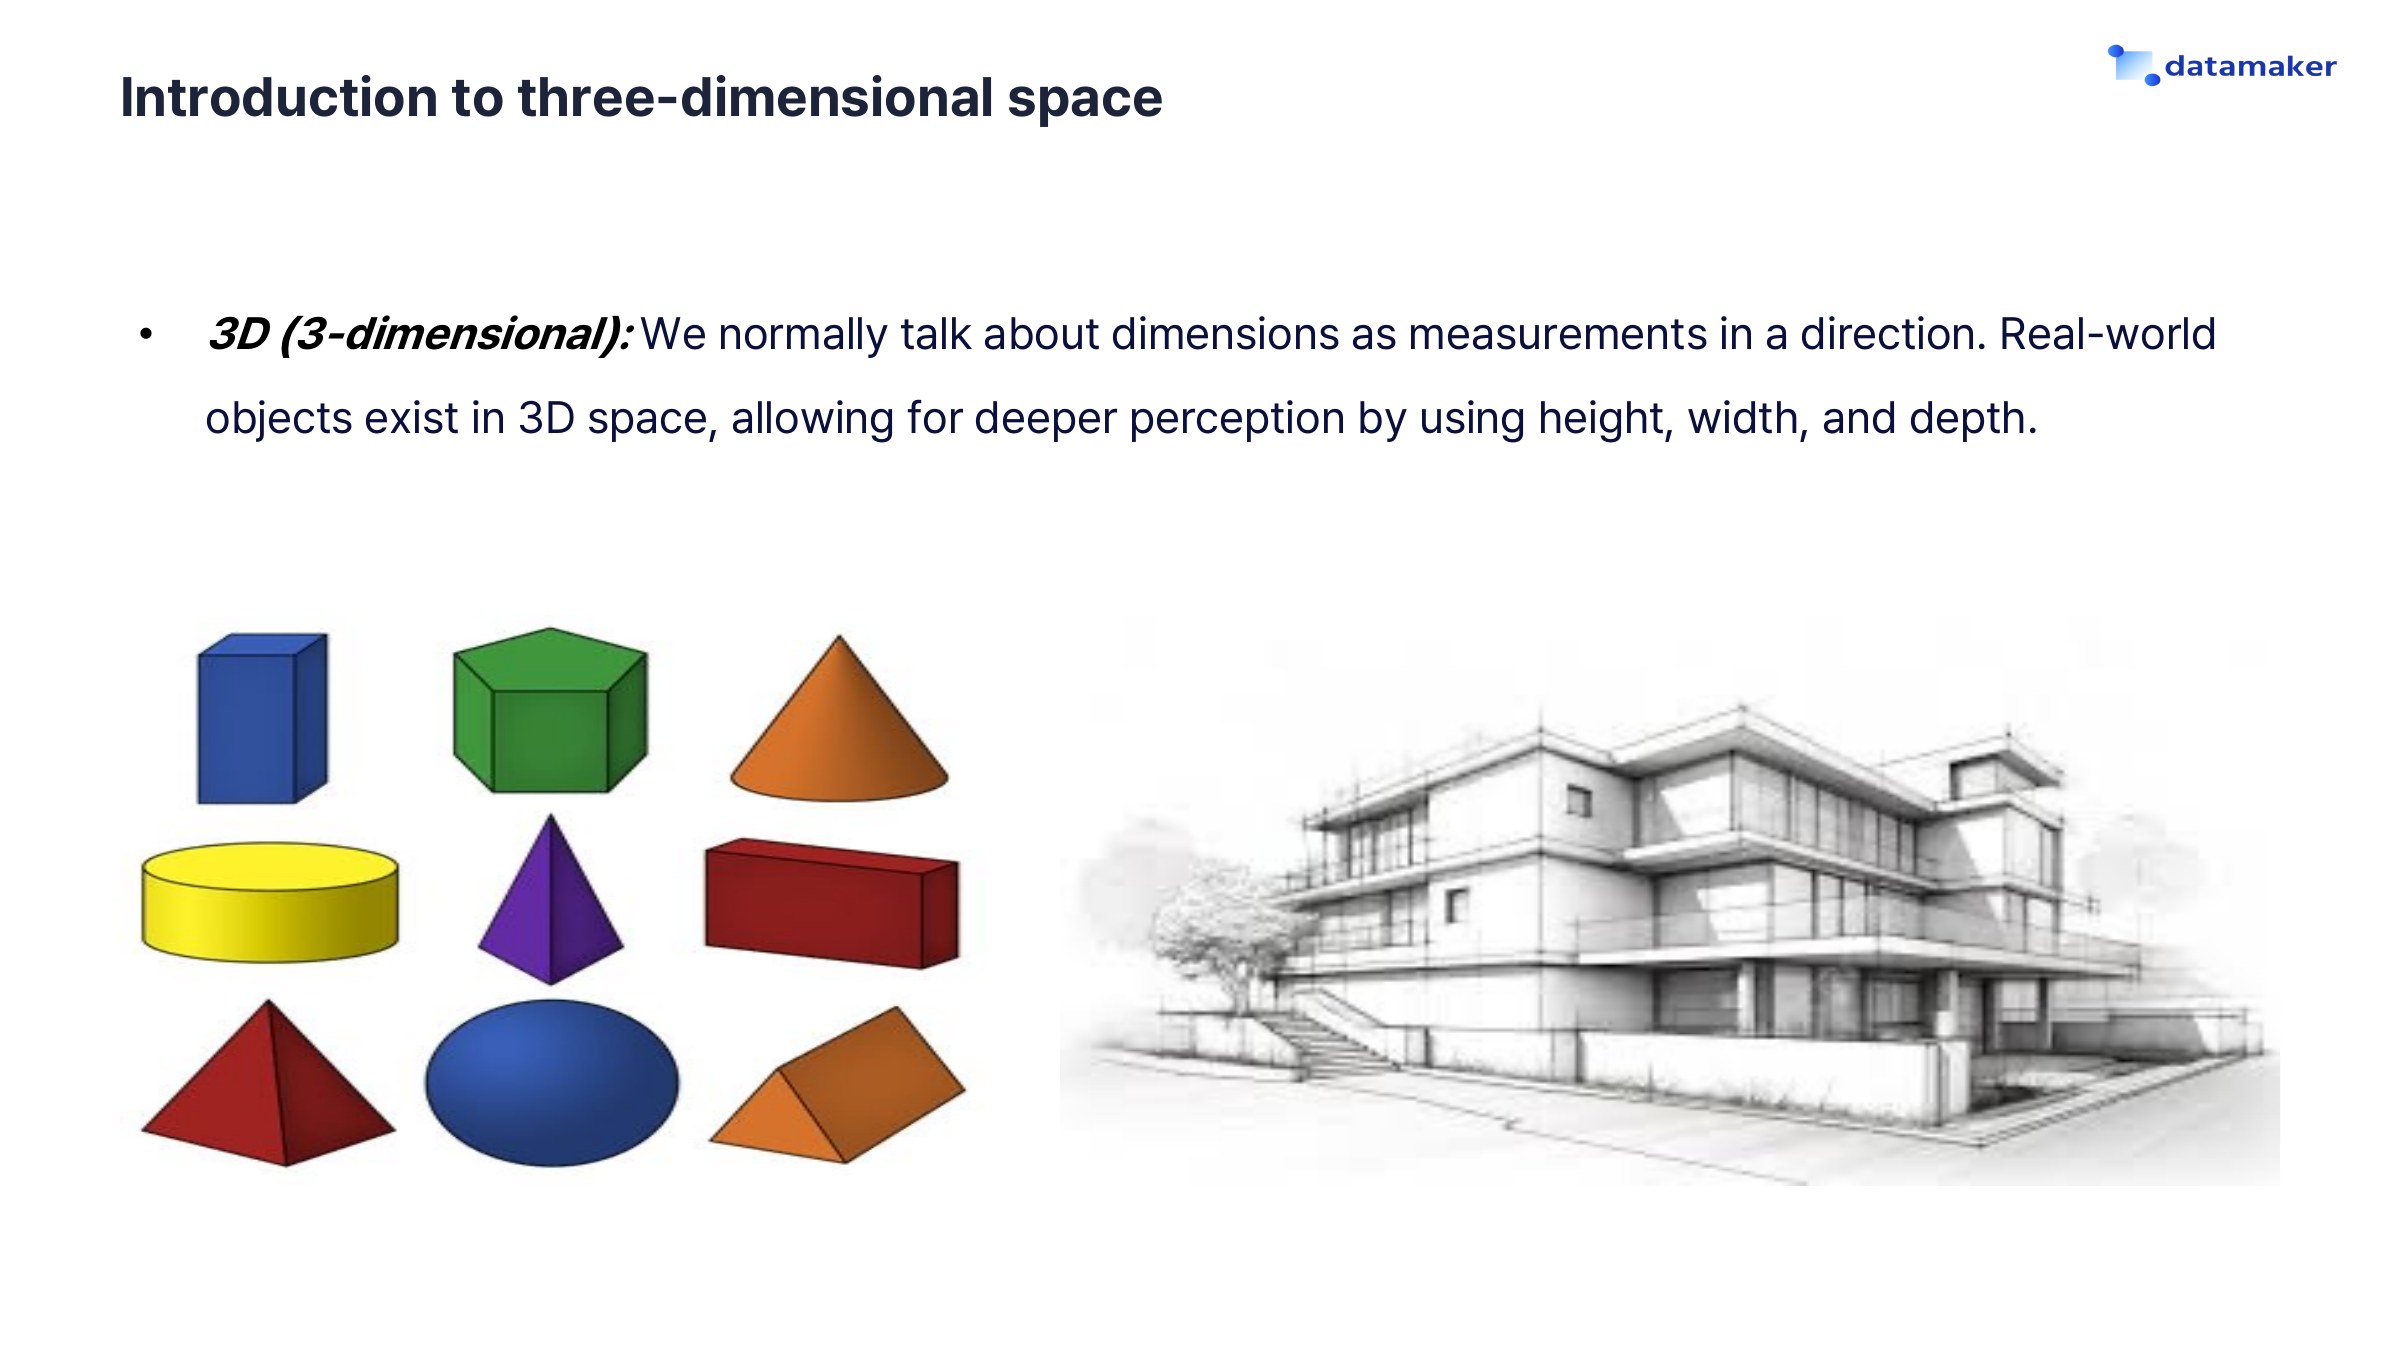 Introduction to three-dimensional space
datamaker
• 3D (3-dimensional): We normally talk about dimensions as measurements in a direction. Real-world
objects exist in 3D space, allowing for deeper perception by using height, width, and depth.